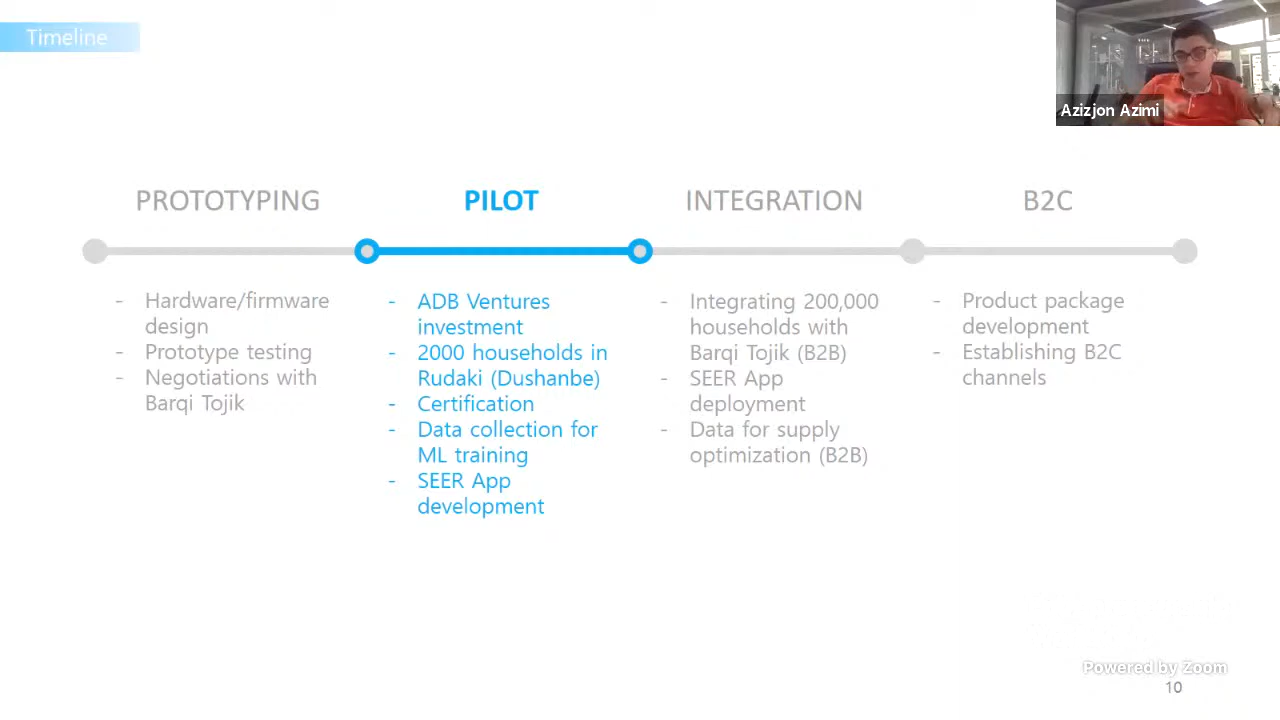 Timeline
Azizjon Azimi
PROTOTYPING
- Hardware/firmware
design
- Prototype testing
- Negotiations with
Barqi Tojik
PILOT
- ADB Ventures
investment
- 2000 households in
Rudaki (Dushanbe)
- Certification
- Data collection for
ML training
- SEER App
development
INTEGRATION
- Integrating 200,000
households with
Barqi Tojik (B2B)
- SEER App
deployment
- Data for supply
optimization (B2B)
B2C
- Product package
development
- Establishing B2C
channels
Powered by Zoom
10